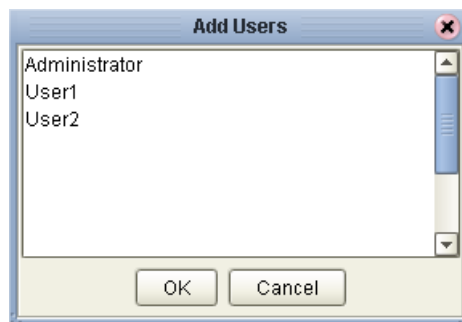 Add Users
Administrator
User1
User2
OK Cancel